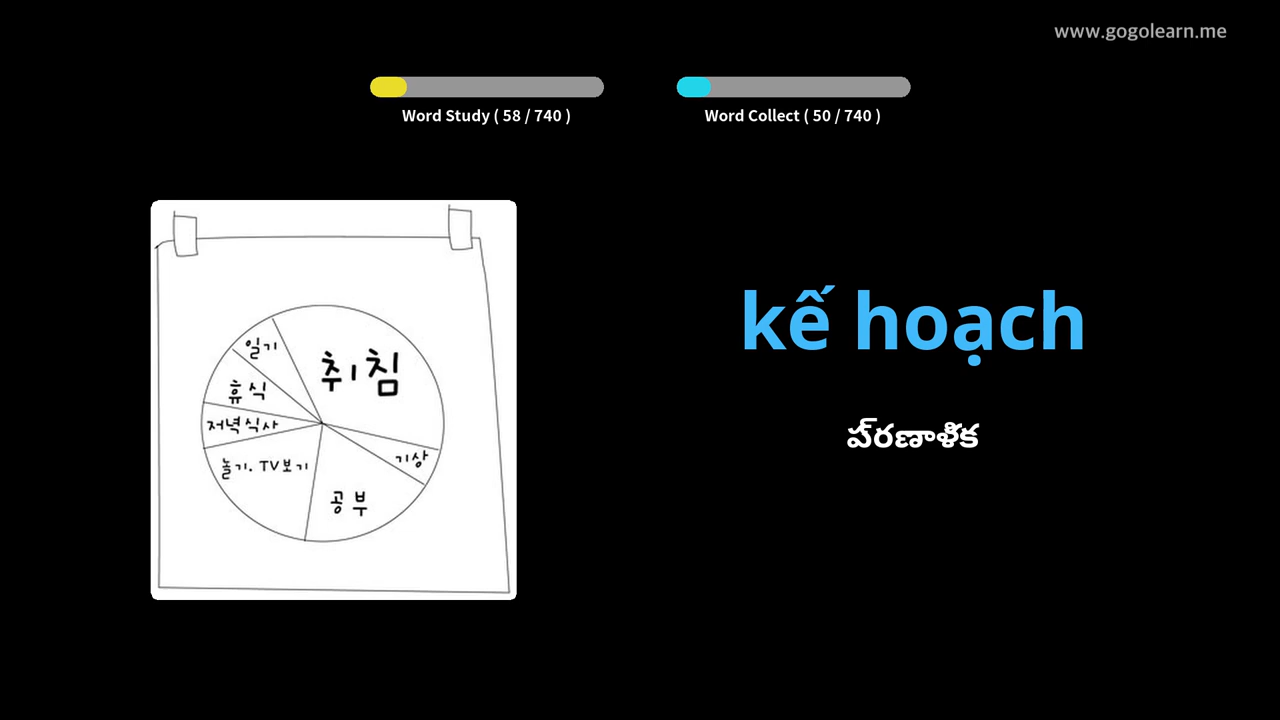 www.gogolearn.me
Word Study ( 58 / 740 )
Word Collect ( 50 / 740 )
일기
취침
휴식
저녁식사
놀기. TV보기
기상
공부
kế hoạch
ప్రణాళిక